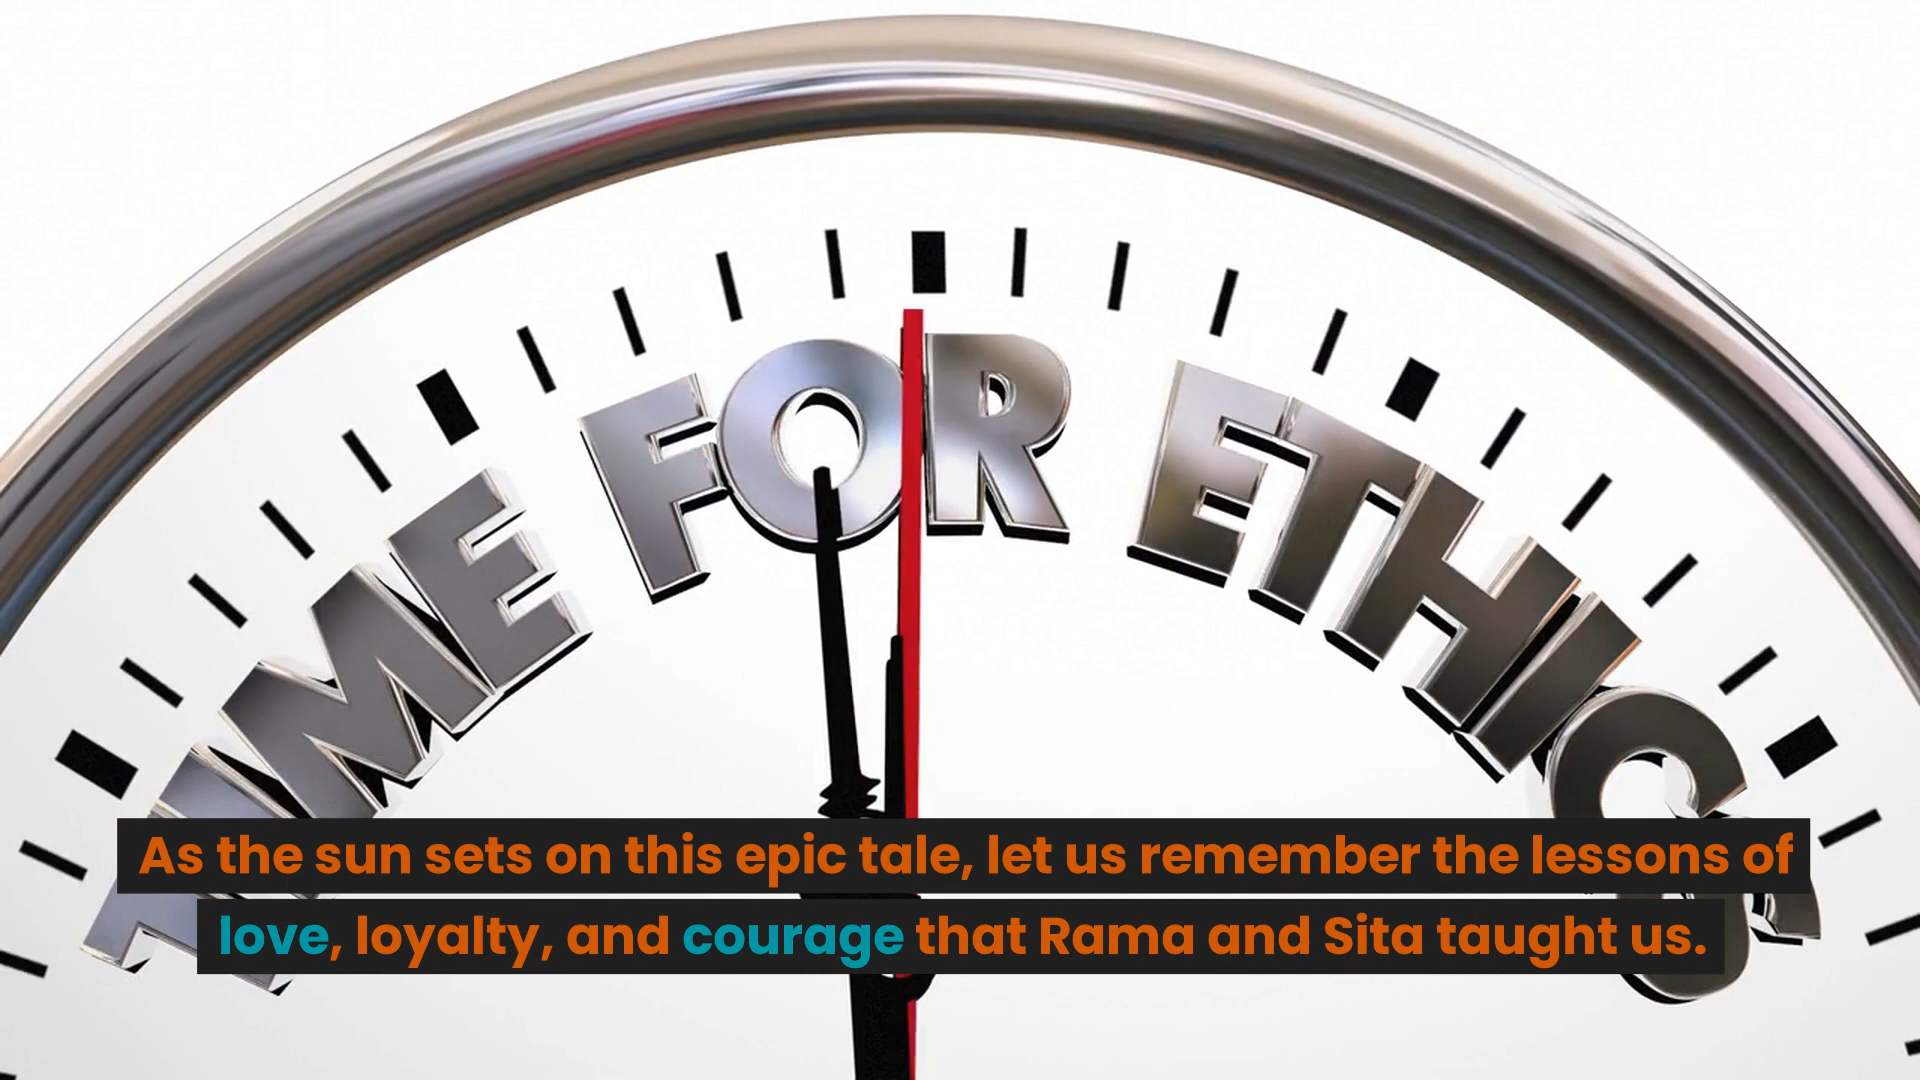 TIME FOR ETHICS
As the sun sets on this epic tale, let us remember the lessons of
love, loyalty, and courage that Rama and Sita taught us.